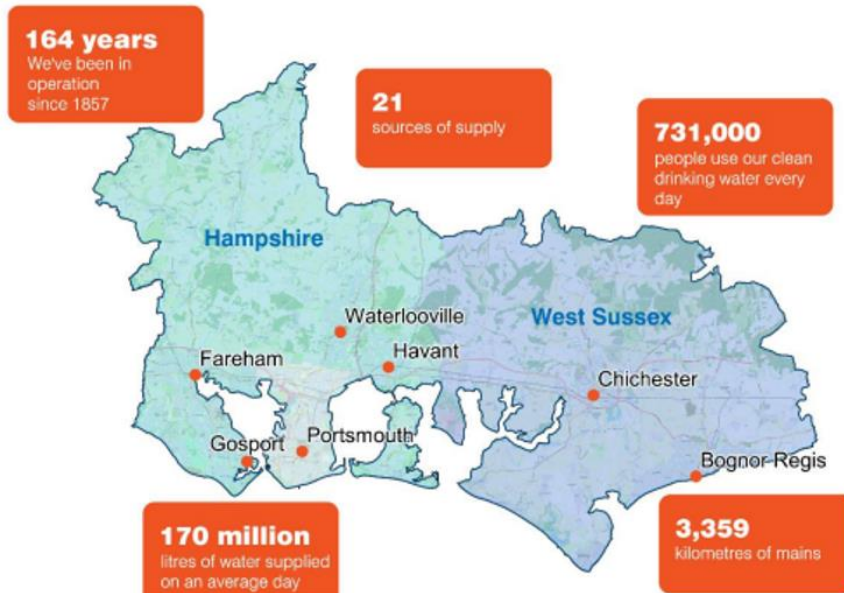 164 years
We've been in
operation
since 1857
21
sources of supply
731,000
people use our clean
drinking water every
day
Hampshire
West Sussex
Waterlooville
Havant
Fareham
Chichester
Gosport
Portsmouth
Bognor Regis
170 million
litres of water supplied
on an average day
3,359
kilometres of mains